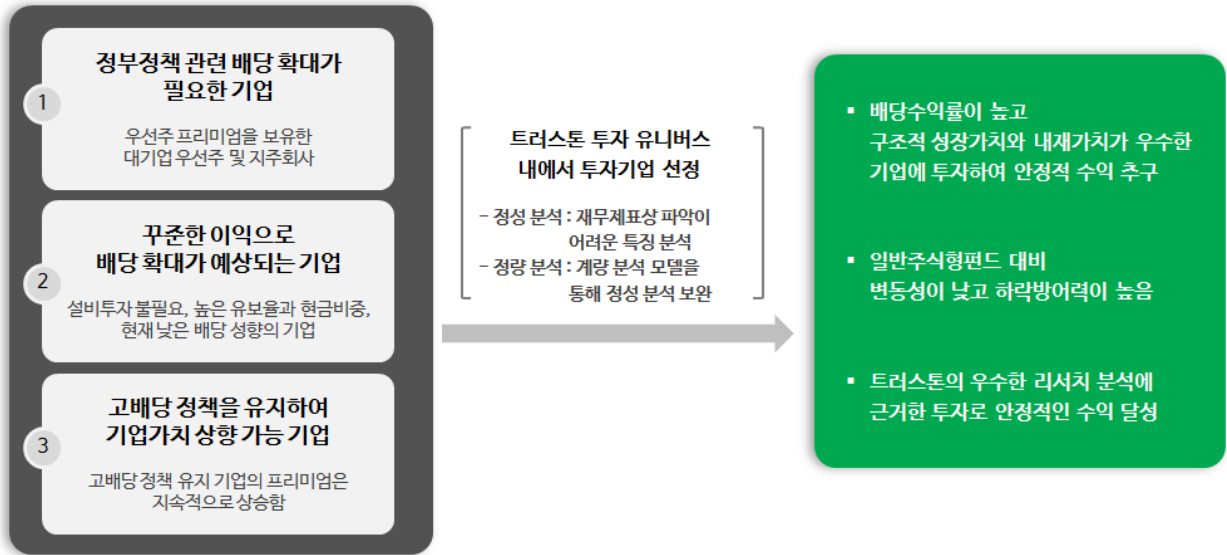 1
정부정책 관련 배당 확대가
필요한 기업
우선주 프리미엄을 보유한
대기업 우선주 및 지주회사
2
꾸준한 이익으로
배당 확대가 예상되는 기업
설비투자 불필요, 높은 유보율과 현금비중,
현재 낮은 배당 성향의 기업
3
고배당 정책을 유지하여
기업가치 상향 가능 기업
고배당 정책 유지 기업의 프리미엄은
지속적으로 상승함
트러스톤 투자 유니버스
내에서 투자기업 선정
- 정성 분석 : 재무제표상 파악이
어려운 특징 분석
- 정량 분석 : 계량 분석 모델을
통해 정성 분석 보완
▪ 배당수익률이 높고
구조적 성장가치와 내재가치가 우수한
기업에 투자하여 안정적 수익 추구
▪ 일반주식형펀드 대비
변동성이 낮고 하락방어력이 높음
▪ 트러스톤의 우수한 리서치 분석에
근거한 투자로 안정적인 수익 달성